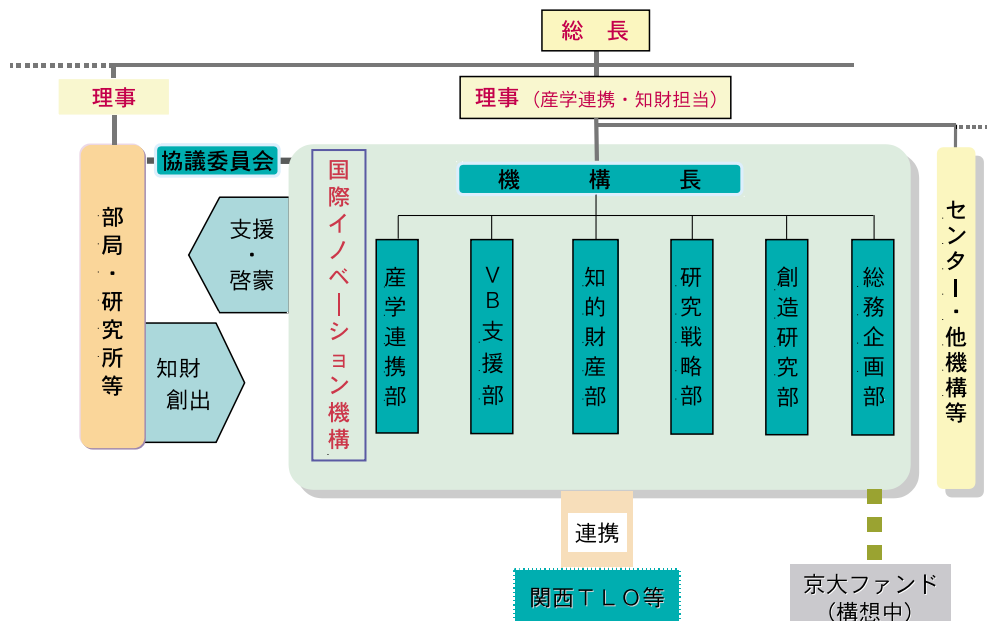 総　長
理事
理事（産学連携・知財担当）
協議委員会
部局・研究所等
支援
・
啓蒙
知財
創出
国際イノベーション機構
機　構　長
産学連携部
ＶＢ支援部
知的財産部
研究戦略部
創造研究部
総務企画部
センター・他機構等
連携
関西ＴＬＯ等
京大ファンド
（構想中）